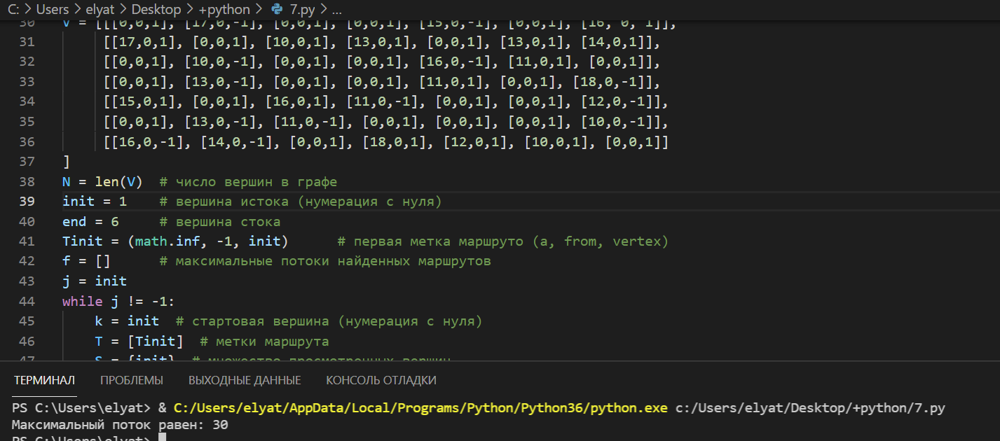 C: > Users > elyat > Desktop > +python > 7.py > ...
30 V = [[[0,0,1], [17,0,-1], [0,0,1], [0,0,1], [15,0,-1], [0,0,1], [16, 0, 1]],
31 [[17,0,1], [0,0,1], [10,0,1], [13,0,1], [0,0,1], [13,0,1], [14,0,1]],
32 [[0,0,1], [10,0,-1], [0,0,1], [0,0,1], [16,0,-1], [11,0,1], [0,0,1]],
33 [[0,0,1], [13,0,-1], [0,0,1], [0,0,1], [11,0,1], [0,0,1], [18,0,-1]],
34 [[15,0,1], [0,0,1], [16,0,1], [11,0,-1], [0,0,1], [0,0,1], [12,0,-1]],
35 [[0,0,1], [13,0,-1], [11,0,-1], [0,0,1], [0,0,1], [0,0,1], [10,0,-1]],
36 [[16,0,-1], [14,0,-1], [0,0,1], [18,0,1], [12,0,1], [10,0,1], [0,0,1]]
37 ]
38 N = len(V) # число вершин в графе
39 init = 1 # вершина истока (нумерация с нуля)
40 end = 6 # вершина стока
41 Tinit = (math.inf, -1, init) # первая метка маршруто (a, from, vertex)
42 f = [] # максимальные потоки найденных маршрутов
43 j = init
44 while j != -1:
45 k = init # стартовая вершина (нумерация с нуля)
46 T = [Tinit] # метки маршрута
47 S = {init} # множество просмотренных вершин
ТЕРМИНАЛ ПРОБЛЕМЫ ВЫХОДНЫЕ ДАННЫЕ КОНСОЛЬ ОТЛАДКИ
PS C:\Users\elyat> & C:/Users/elyat/AppData/Local/Programs/Python/Python36/python.exe c:/Users/elyat/Desktop/+python/7.py
Максимальный поток равен: 30
PS C:\Users\elyat>